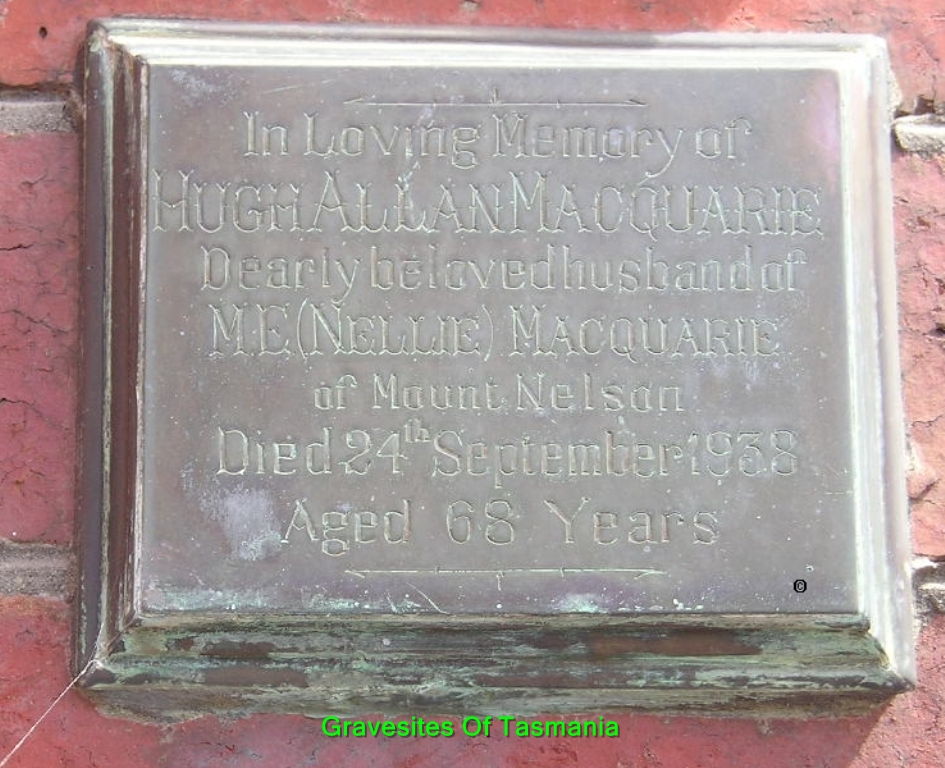 In Loving Memory of
HUGH ALLAN MACQUARIE
Dearly beloved husband of
M.E. (NELLIE) MACQUARIE
of Mount Nelson
Died 24th September 1938
Aged 68 Years
©
Gravesites Of Tasmania